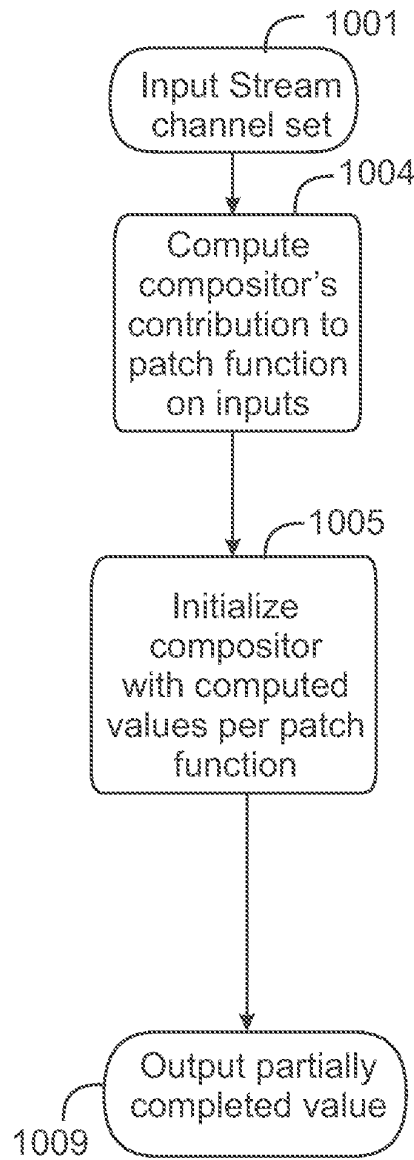 1001
Input Stream
channel set
1004
Compute
compositor's
contribution to
patch function
on inputs
1005
Initialize
compositor
with computed
values per patch
function
Output partially
completed value
1009